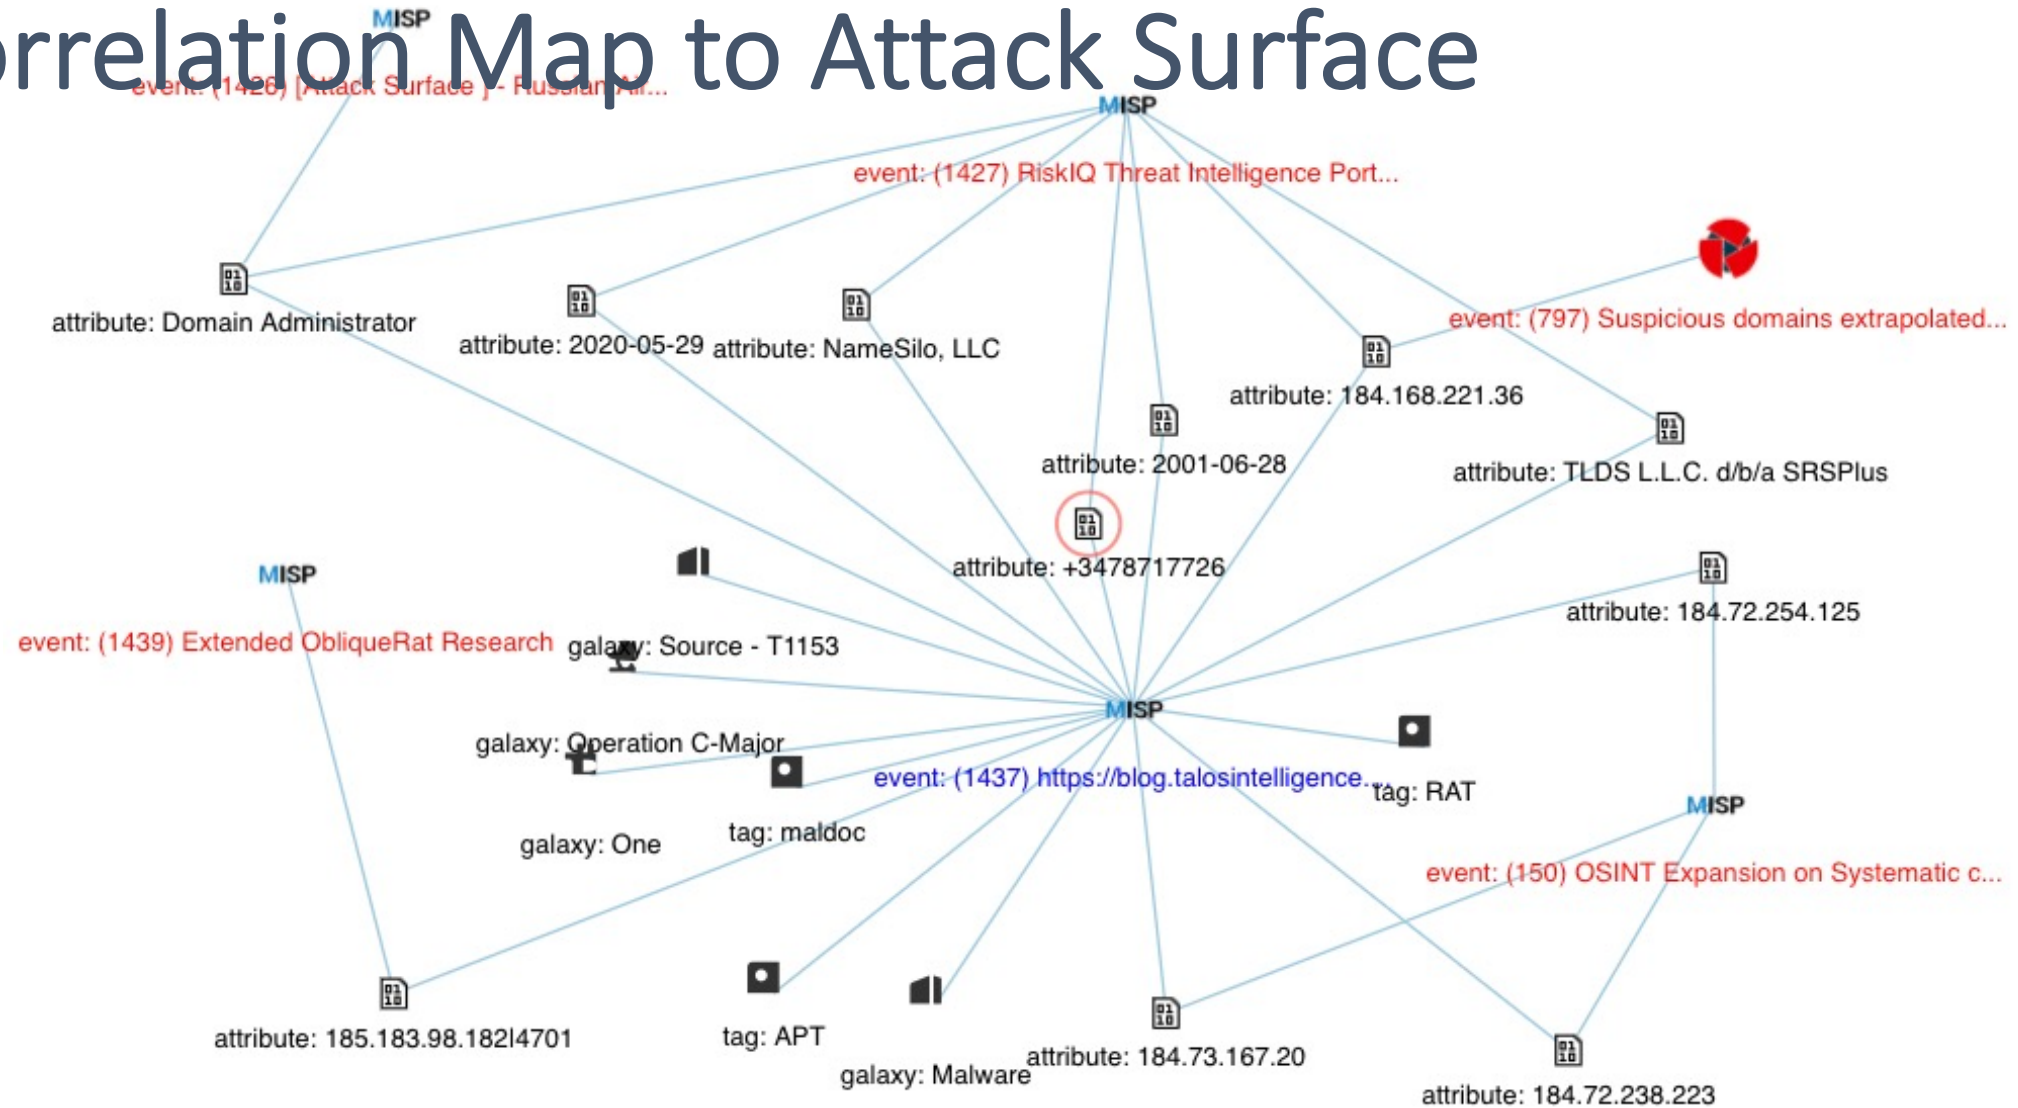 MISP
orrelation Map to Attack Surface
event: (1426) [Attack Surface ] - Russian Air...
MISP
event: (1427) RiskIQ Threat Intelligence Port...
attribute: Domain Administrator
attribute: 2020-05-29
attribute: NameSilo, LLC
event: (797) Suspicious domains extrapolated...
attribute: 184.168.221.36
attribute: 2001-06-28
attribute: TLDS L.L.C. d/b/a SRSPlus
attribute: +3478717726
MISP
attribute: 184.72.254.125
event: (1439) Extended ObliqueRat Research
galaxy: Source - T1153
MISP
galaxy: Operation C-Major
event: (1437) https://blog.talosintelligence....
tag: RAT
MISP
galaxy: One
tag: maldoc
event: (150) OSINT Expansion on Systematic c...
attribute: 185.183.98.182|4701
tag: APT
galaxy: Malware
attribute: 184.73.167.20
attribute: 184.72.238.223